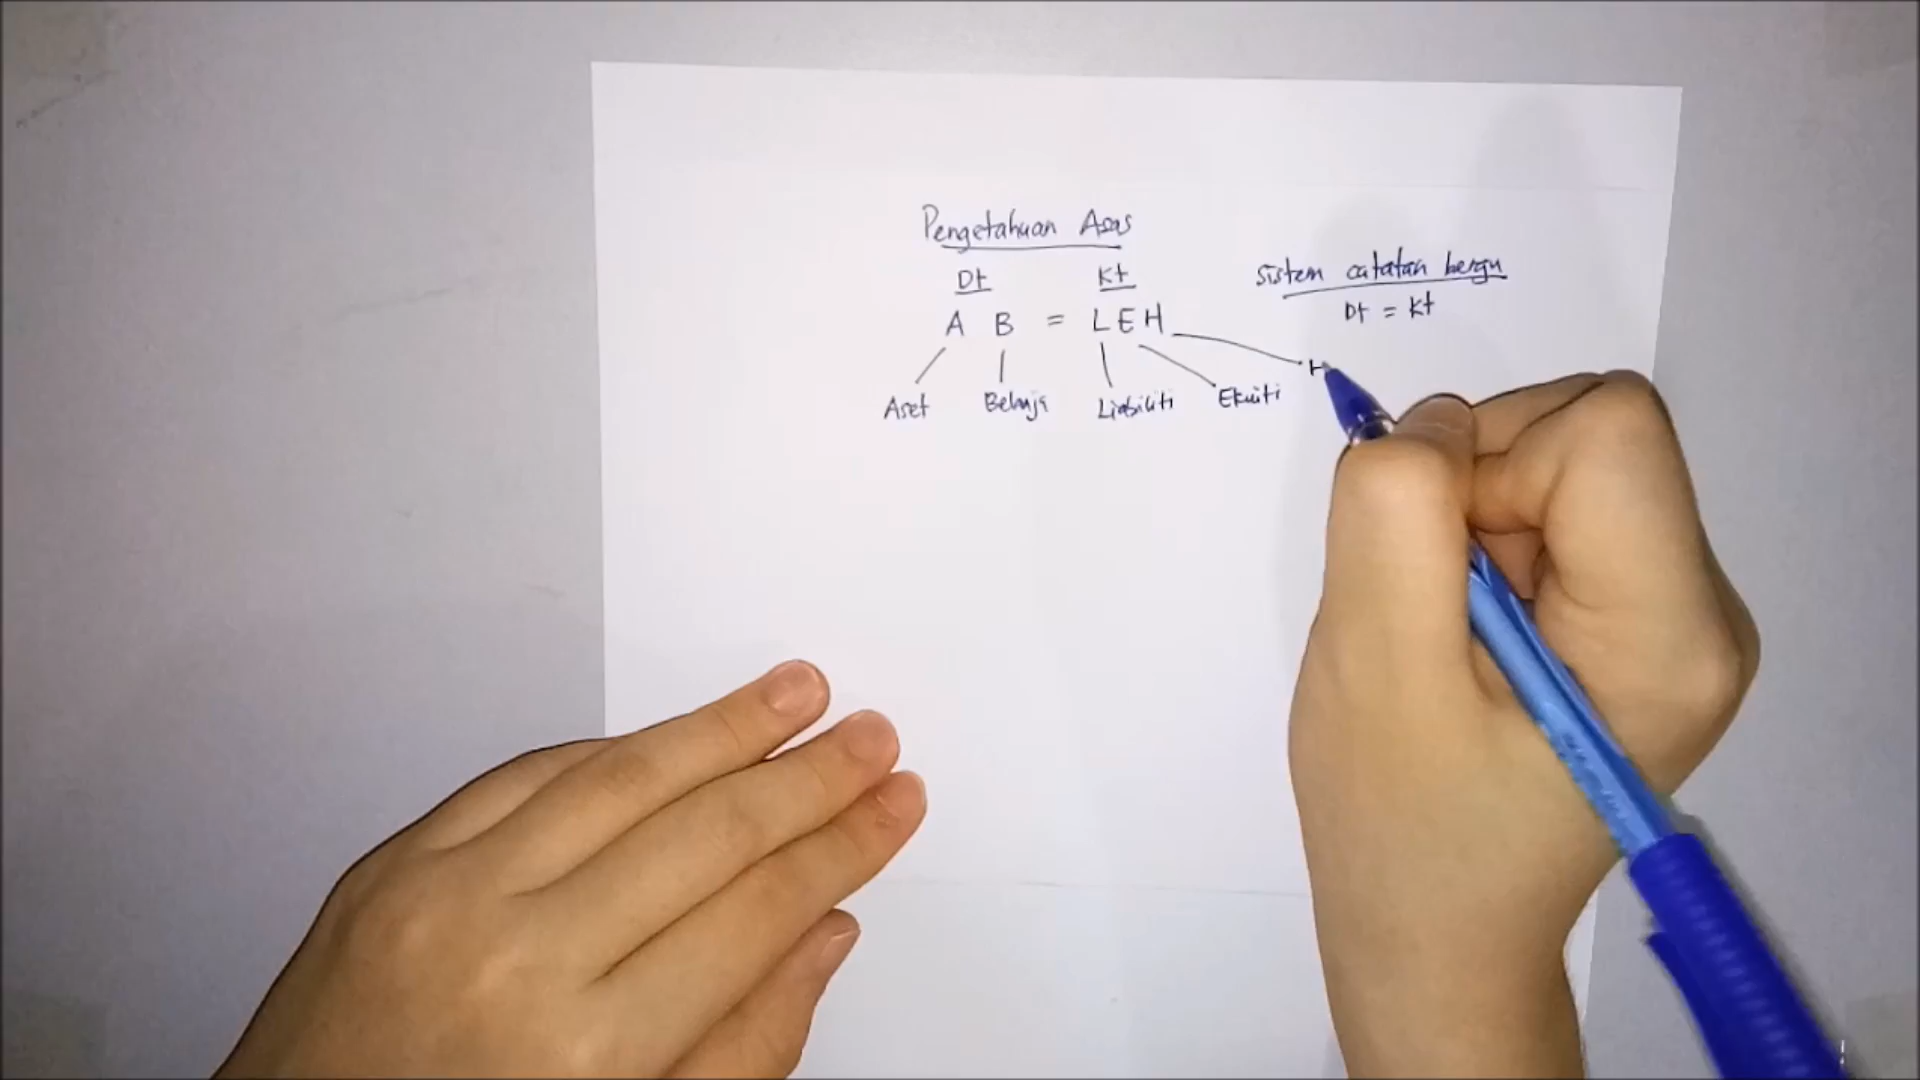 Pengetahuan Asas
Sistem catatan bergu
Dt Kt
Dt = Kt
A B = L E H
H
Aset Belanja Liabiliti Ekuiti